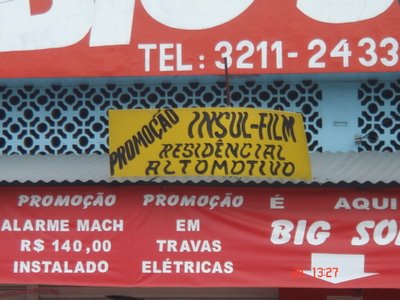 TEL: 3211-2433
PROMOÇÃO INSUL-FILM
RESIDÊNCIAL
ALTOMOTIVO
PROMOÇÃO PROMOÇÃO É AQUI
ALARME MACH EM BIG
R$ 140,00 TRAVAS
INSTALADO ELÉTRICAS
13:27